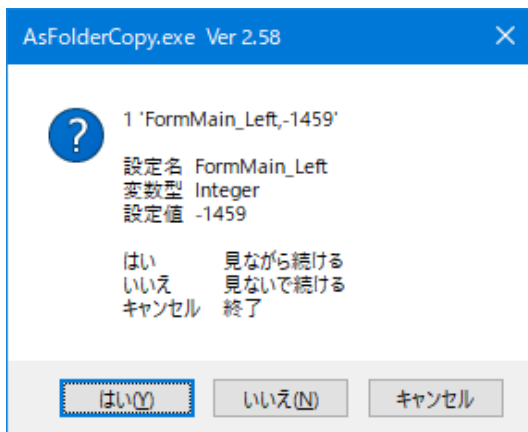 AsFolderCopy.exe Ver 2.58
1 'FormMain_Left,-1459'
設定名 FormMain_Left
変数型 Integer
設定値 -1459
はい 見ながら続ける
いいえ 見ないで続ける
キャンセル 終了
はい(Y) いいえ(N) キャンセル